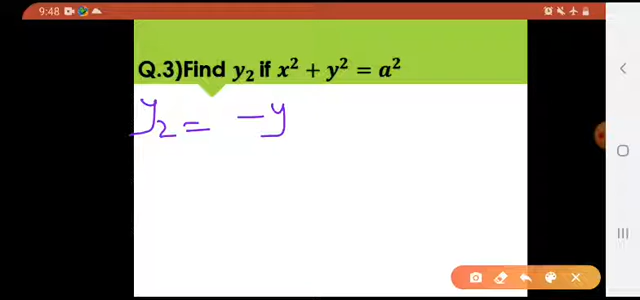 9:48
Q.3)Find y₂ if x² + y² = a²
y₂ = -y